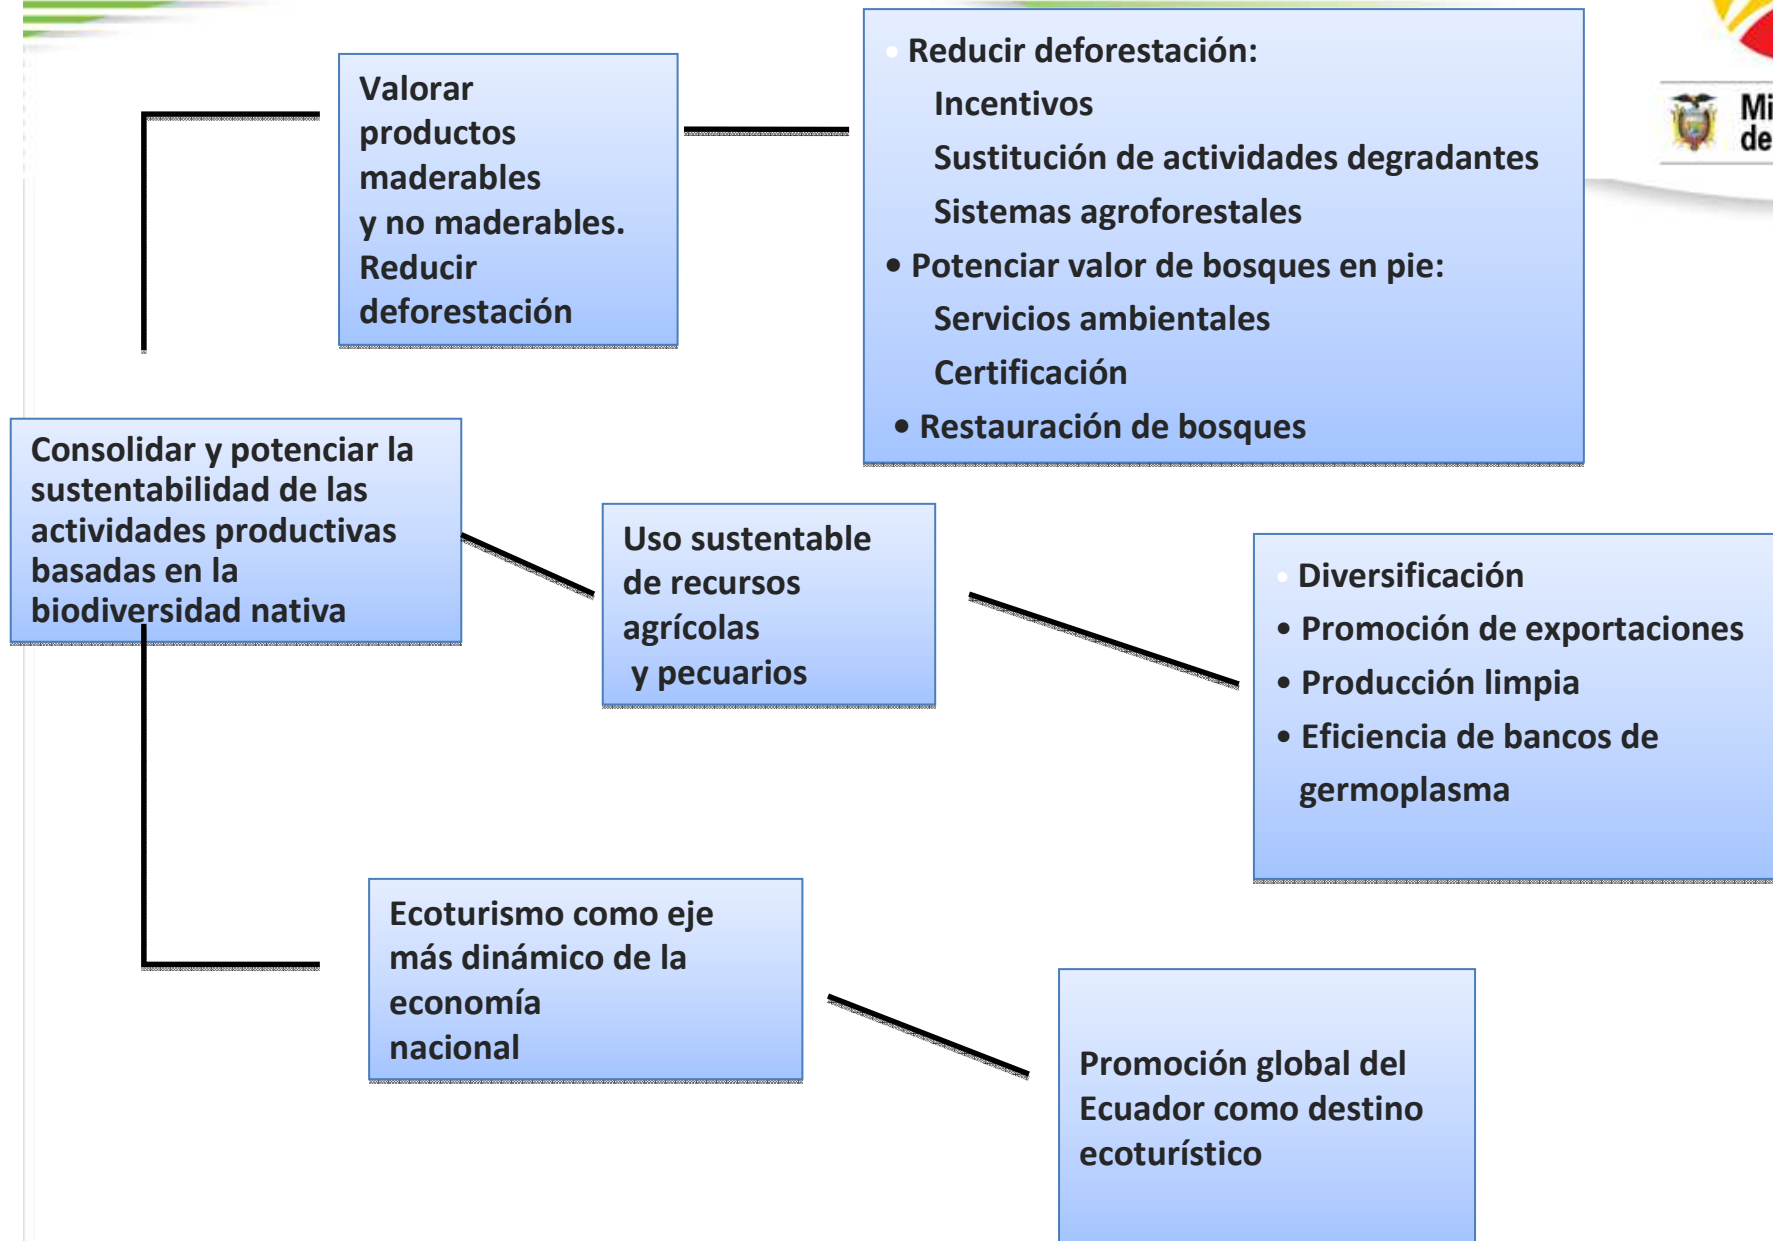 Valorar
productos
maderables
y no maderables.
Reducir
deforestación
• Reducir deforestación:
Incentivos
Sustitución de actividades degradantes
Sistemas agroforestales
• Potenciar valor de bosques en pie:
Servicios ambientales
Certificación
• Restauración de bosques
Mi
de
Consolidar y potenciar la
sustentabilidad de las
actividades productivas
basadas en la
biodiversidad nativa
Uso sustentable
de recursos
agrícolas
y pecuarios
• Diversificación
• Promoción de exportaciones
• Producción limpia
• Eficiencia de bancos de
germoplasma
Ecoturismo como eje
más dinámico de la
economía
nacional
Promoción global del
Ecuador como destino
ecoturístico